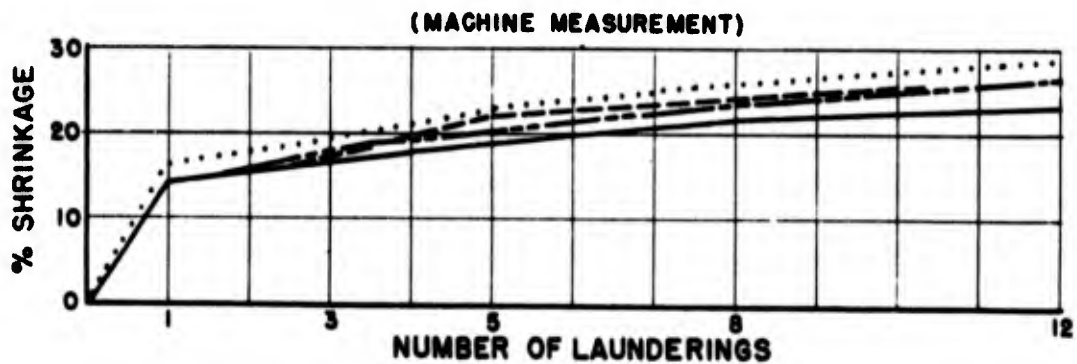 (MACHINE MEASUREMENT)
30
20
10
0
% SHRINKAGE
1 3 5 8 12
NUMBER OF LAUNDERINGS